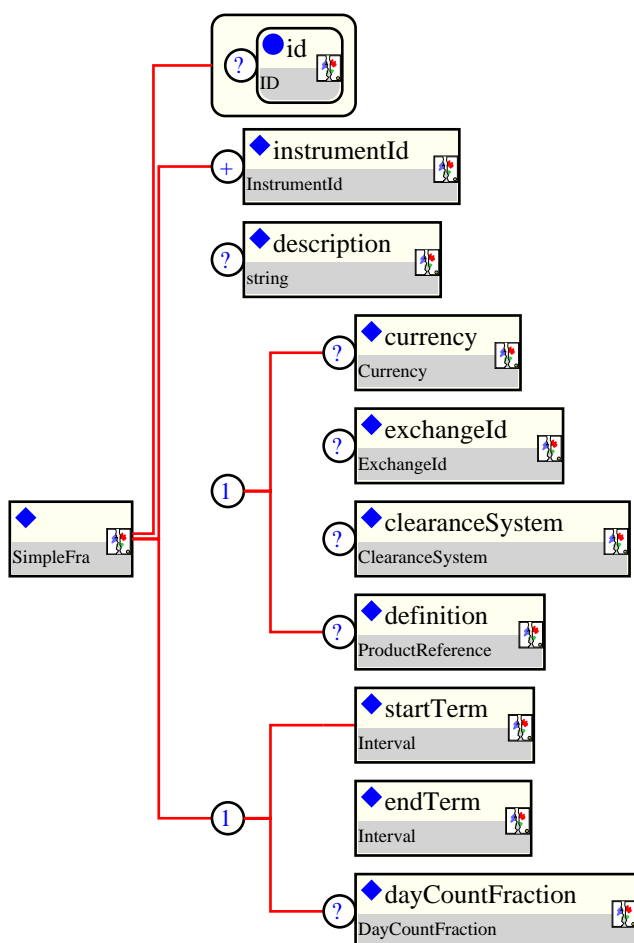 ? id
ID
+ instrumentId
InstrumentId
? description
string
? currency
Currency
? exchangeId
ExchangeId
1
SimpleFra
? clearanceSystem
ClearanceSystem
? definition
ProductReference
startTerm
Interval
1
endTerm
Interval
? dayCountFraction
DayCountFraction